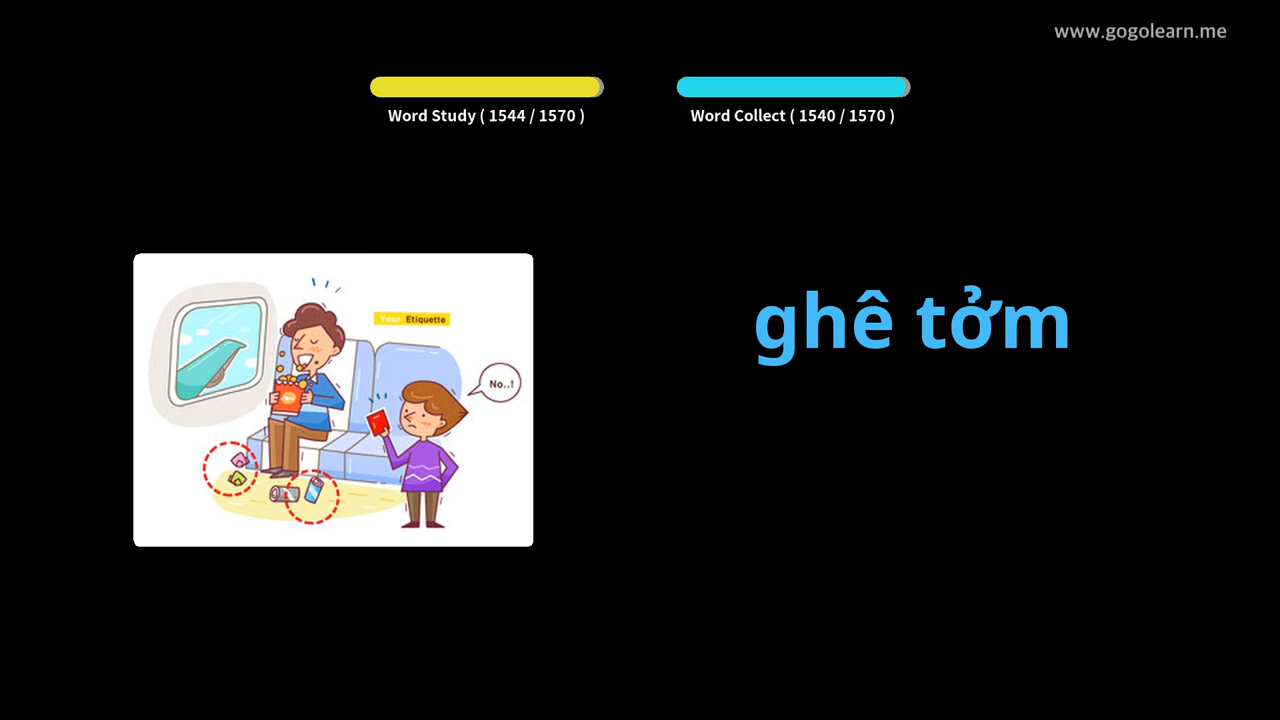 www.gogolearn.me
Word Study ( 1544 / 1570 )
Word Collect ( 1540 / 1570 )
ghê tởm
Your Etiquette
No..!